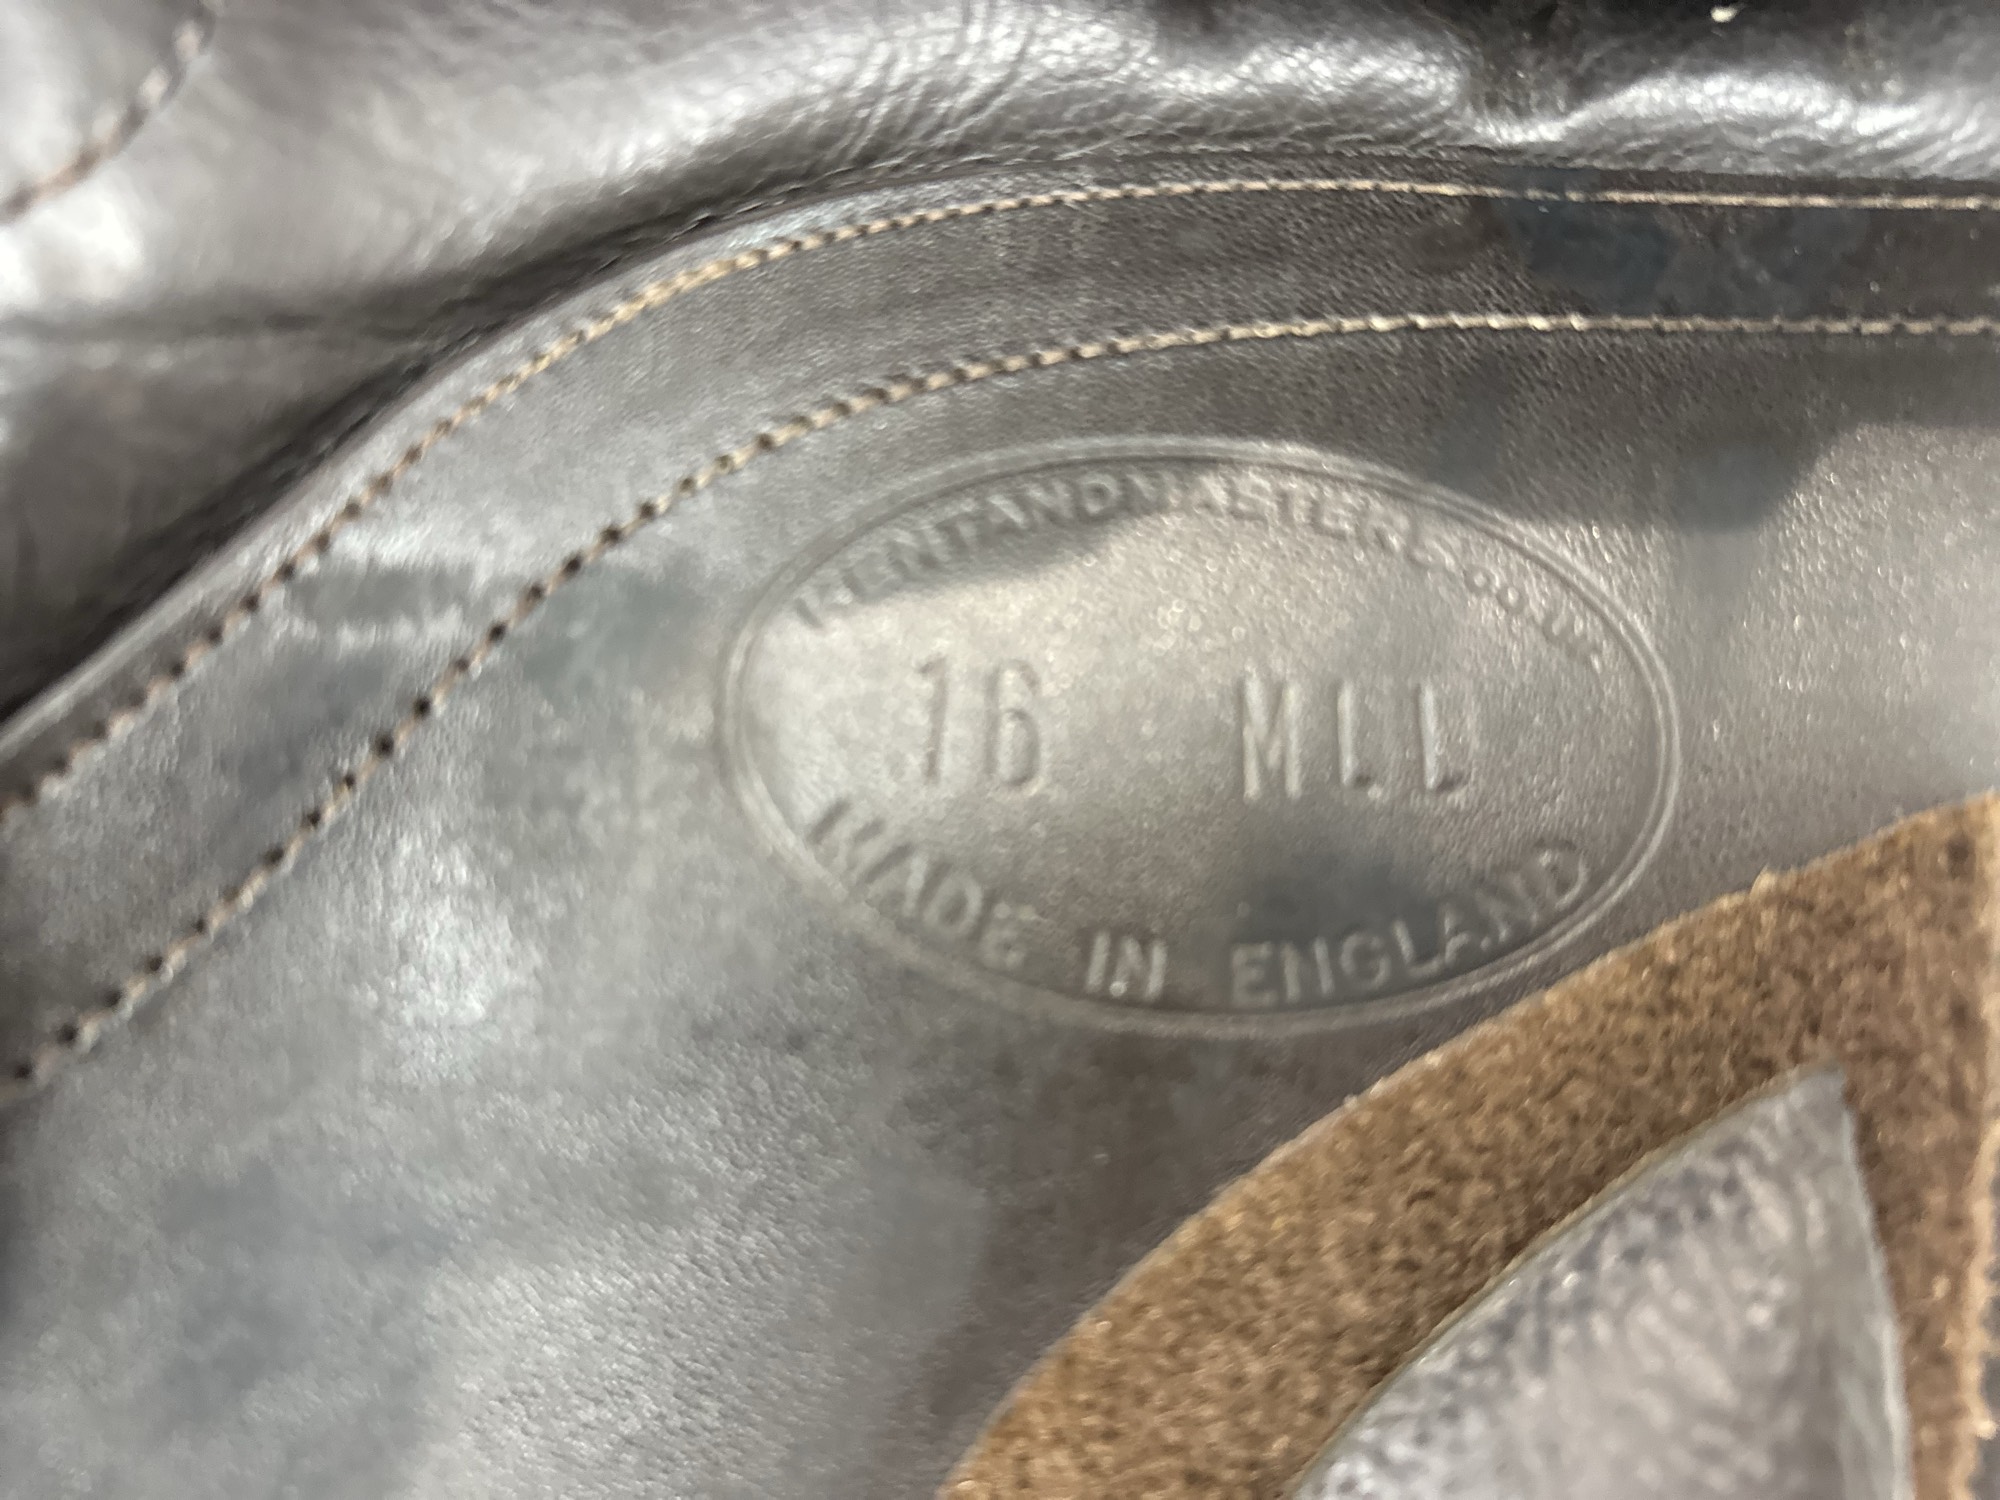 KENTANDMASTERS.co.uk
16 MLL
MADE IN ENGLAND